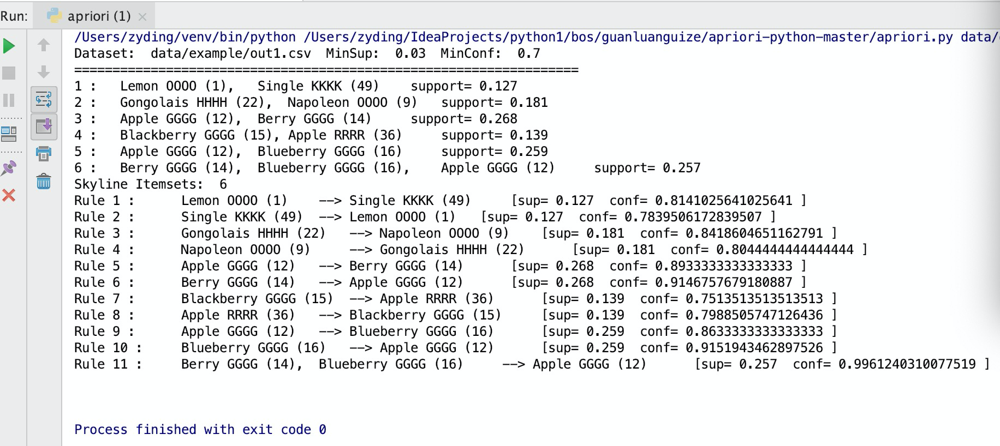 Run: apriori (1)
/Users/zyding/venv/bin/python /Users/zyding/IdeaProjects/python1/bos/guanluanguize/apriori-python-master/apriori.py data/
Dataset:  data/example/out1.csv  MinSup:  0.03  MinConf:  0.7
==================================================================
1 :   Lemon OOOO (1),   Single KKKK (49)    support= 0.127
2 :   Gongolais HHHH (22),  Napoleon OOOO (9)   support= 0.181
3 :   Apple GGGG (12),  Berry GGGG (14)     support= 0.268
4 :   Blackberry GGGG (15), Apple RRRR (36)     support= 0.139
5 :   Apple GGGG (12),  Blueberry GGGG (16)     support= 0.259
6 :   Berry GGGG (14),  Blueberry GGGG (16),    Apple GGGG (12)     support= 0.257
Skyline Itemsets:  6
Rule 1 :      Lemon OOOO (1)    --> Single KKKK (49)     [sup= 0.127  conf= 0.8141025641025641 ]
Rule 2 :      Single KKKK (49)  --> Lemon OOOO (1)   [sup= 0.127  conf= 0.7839506172839507 ]
Rule 3 :      Gongolais HHHH (22)   --> Napoleon OOOO (9)    [sup= 0.181  conf= 0.8418604651162791 ]
Rule 4 :      Napoleon OOOO (9)     --> Gongolais HHHH (22)      [sup= 0.181  conf= 0.8044444444444444 ]
Rule 5 :      Apple GGGG (12)   --> Berry GGGG (14)      [sup= 0.268  conf= 0.8933333333333333 ]
Rule 6 :      Berry GGGG (14)   --> Apple GGGG (12)      [sup= 0.268  conf= 0.9146757679180887 ]
Rule 7 :      Blackberry GGGG (15)  --> Apple RRRR (36)      [sup= 0.139  conf= 0.7513513513513513 ]
Rule 8 :      Apple RRRR (36)   --> Blackberry GGGG (15)     [sup= 0.139  conf= 0.7988505747126436 ]
Rule 9 :      Apple GGGG (12)   --> Blueberry GGGG (16)      [sup= 0.259  conf= 0.8633333333333333 ]
Rule 10 :     Blueberry GGGG (16)   --> Apple GGGG (12)      [sup= 0.259  conf= 0.9151943462897526 ]
Rule 11 :     Berry GGGG (14),  Blueberry GGGG (16)     --> Apple GGGG (12)      [sup= 0.257  conf= 0.9961240310077519 ]
Process finished with exit code 0